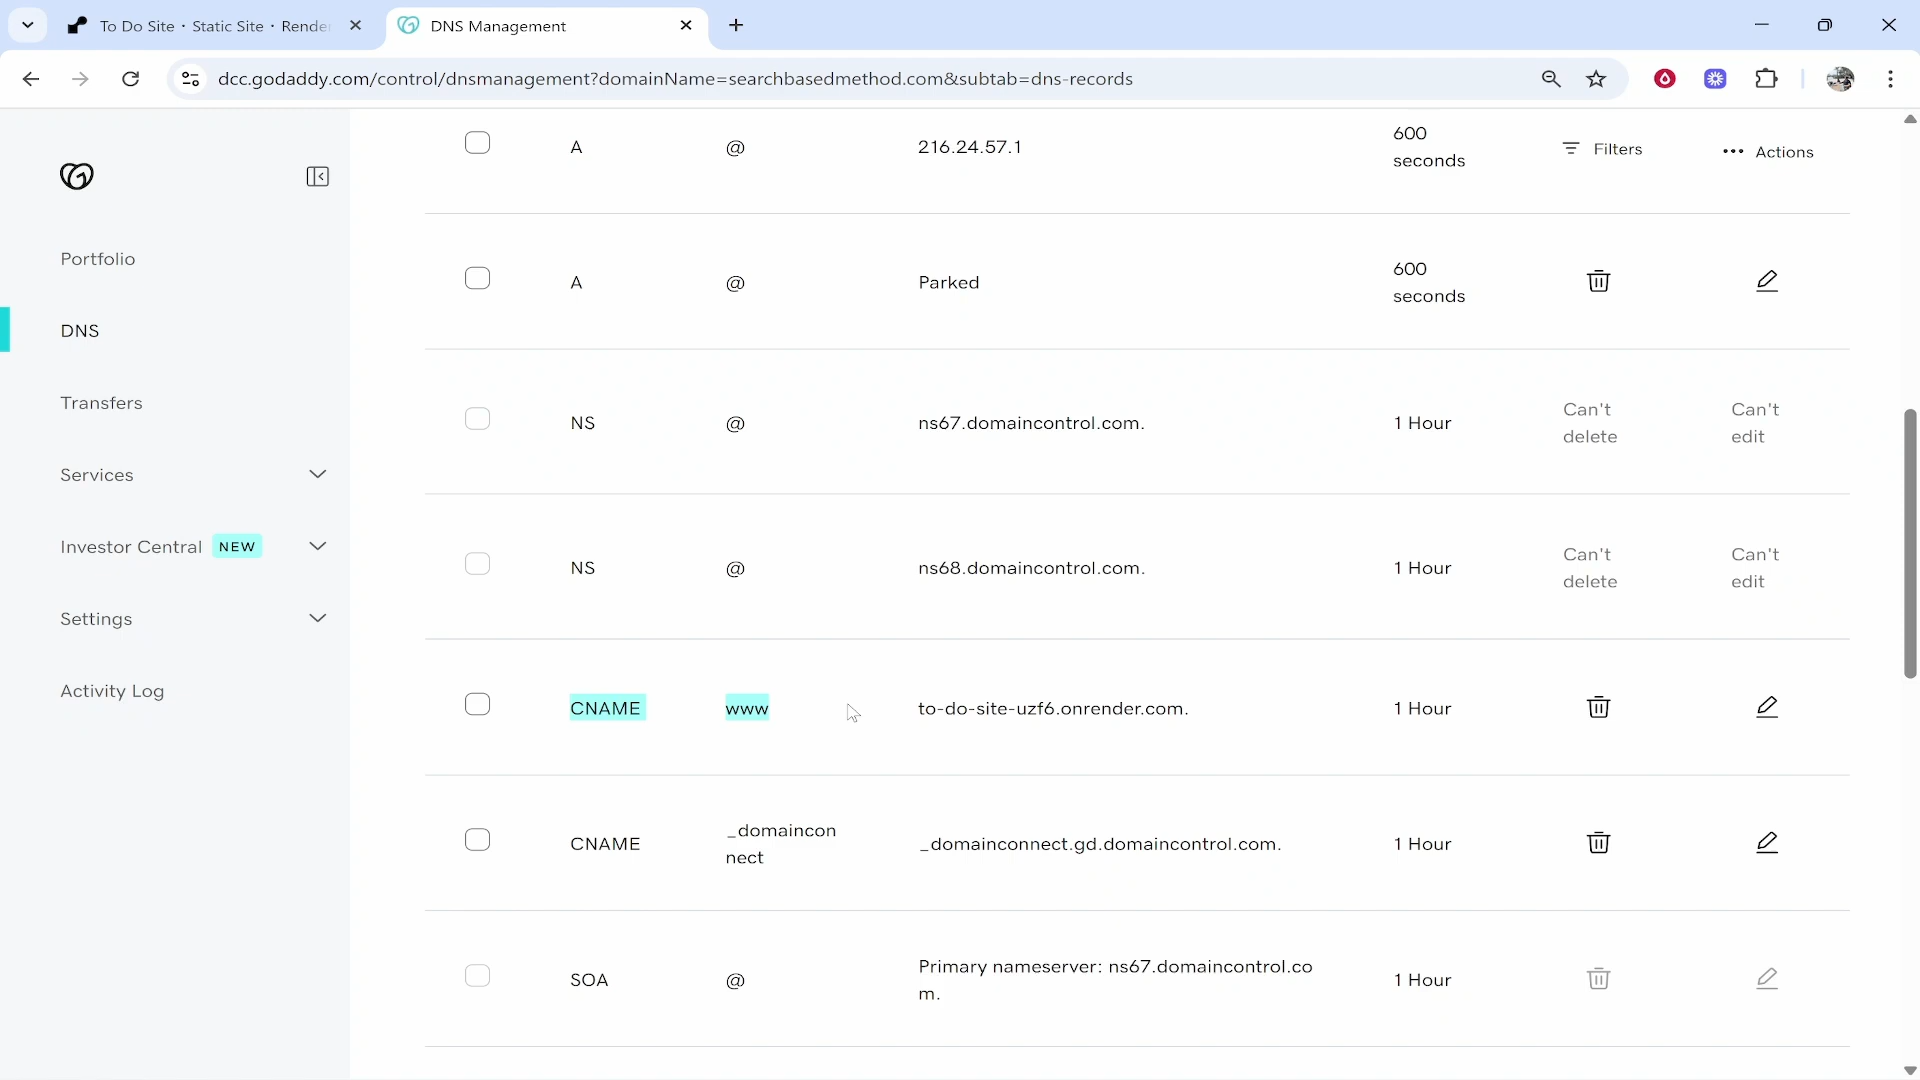 To Do Site · Static Site · Rende
DNS Management
dcc.godaddy.com/control/dnsmanagement?domainName=searchbasedmethod.com&subtab=dns-records
Portfolio
DNS
Transfers
Services
Investor Central NEW
Settings
Activity Log
A @ 216.24.57.1 600 seconds
Filters Actions
A @ Parked 600 seconds
NS @ ns67.domaincontrol.com. 1 Hour Can't delete Can't edit
NS @ ns68.domaincontrol.com. 1 Hour Can't delete Can't edit
CNAME www to-do-site-uzf6.onrender.com. 1 Hour
CNAME _domainconnect _domainconnect.gd.domaincontrol.com. 1 Hour
SOA @ Primary nameserver: ns67.domaincontrol.com. 1 Hour